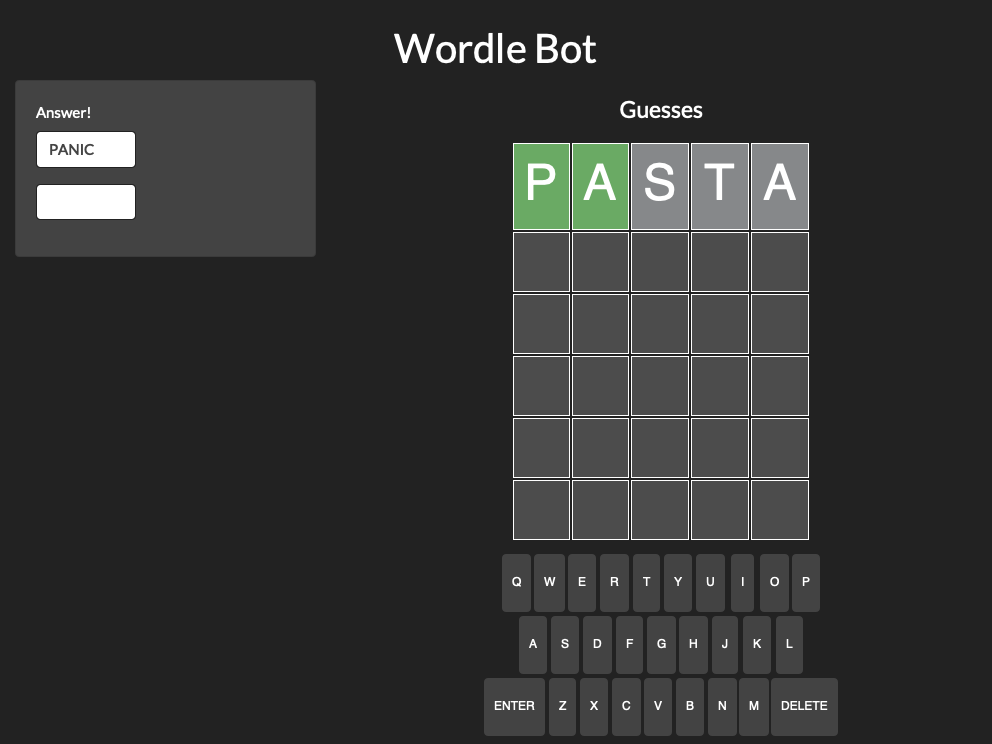 Wordle Bot
Answer!
PANIC
Guesses
P A S T A
Q W E R T Y U I O P
A S D F G H J K L
ENTER Z X C V B N M DELETE